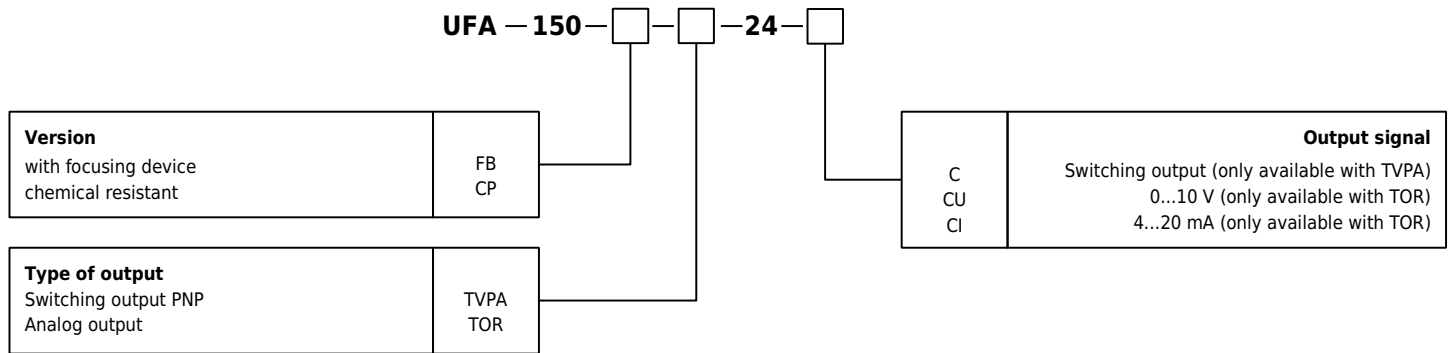 UFA — 150 — □ — □ — 24 — □
Version
with focusing device FB
chemical resistant CP
Type of output
Switching output PNP TVPA
Analog output TOR
Output signal
C Switching output (only available with TVPA)
CU 0...10 V (only available with TOR)
CI 4...20 mA (only available with TOR)